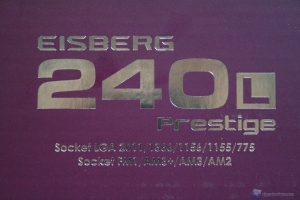 EISBERG
240L
Prestige
Socket LGA 2011/1366/1156/1155/775
Socket FM1/AM3+/AM3/AM2